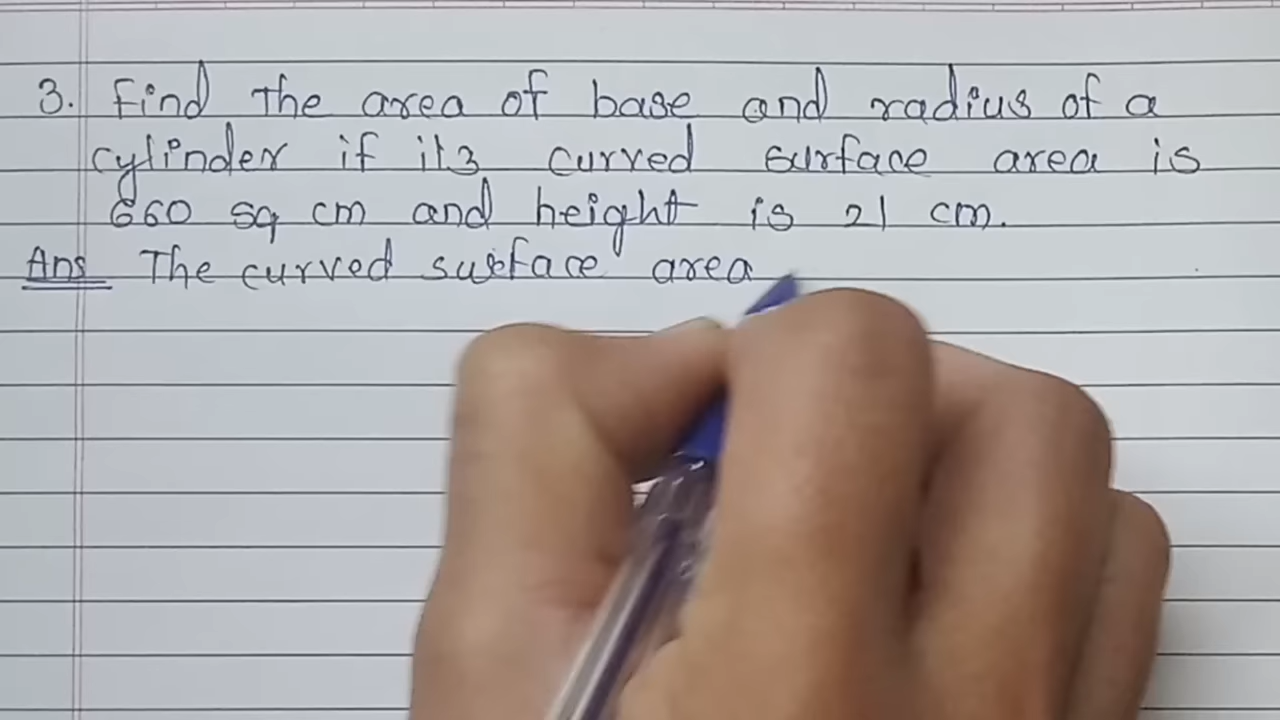 3. Find the area of base and radius of a
cylinder if its curved surface area is
660 sq cm and height is 21 cm.
Ans The curved surface area